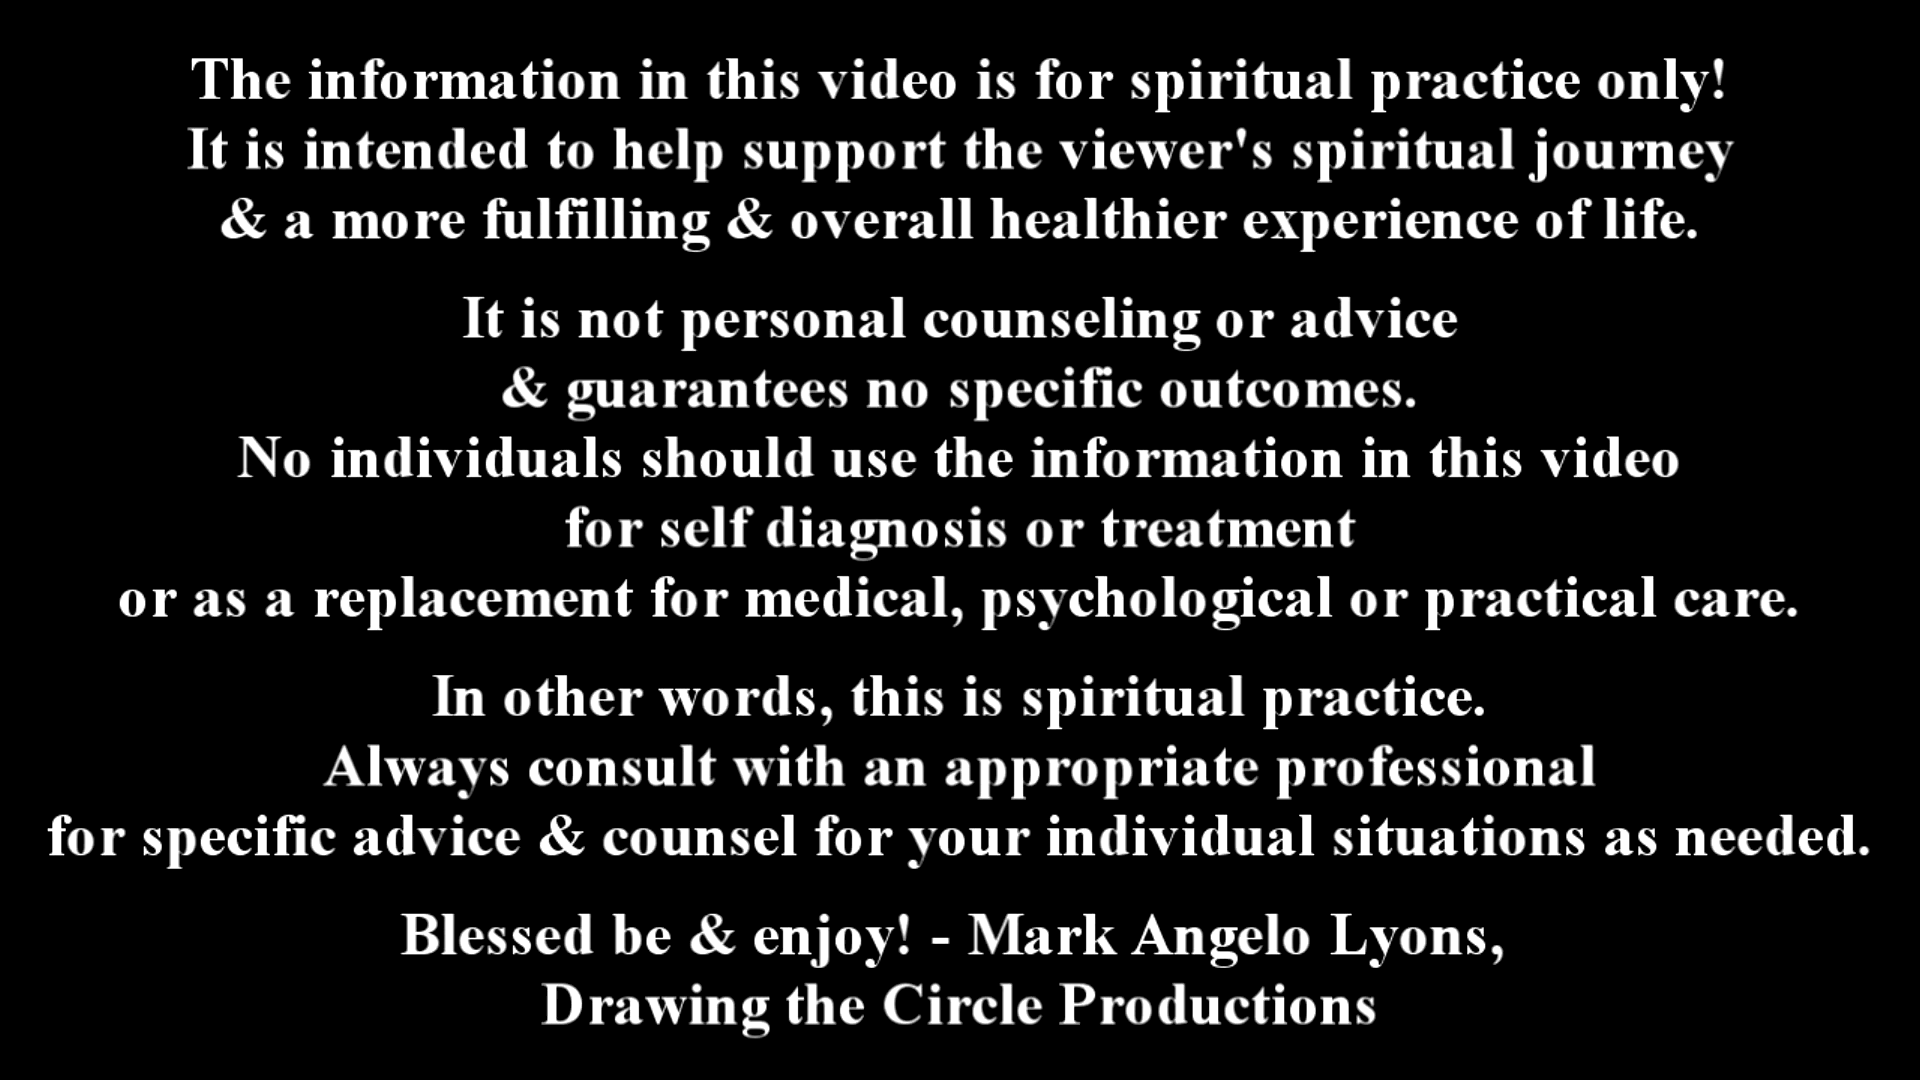 The information in this video is for spiritual practice only!
It is intended to help support the viewer's spiritual journey
& a more fulfilling & overall healthier experience of life.
It is not personal counseling or advice
& guarantees no specific outcomes.
No individuals should use the information in this video
for self diagnosis or treatment
or as a replacement for medical, psychological or practical care.
In other words, this is spiritual practice.
Always consult with an appropriate professional
for specific advice & counsel for your individual situations as needed.
Blessed be & enjoy! - Mark Angelo Lyons,
Drawing the Circle Productions